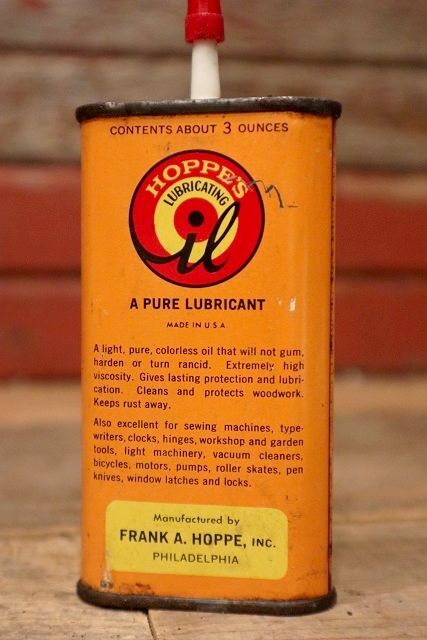 CONTENTS ABOUT 3 OUNCES
HOPPE'S
LUBRICATING
Oil
A PURE LUBRICANT
MADE IN U S A
A light, pure, colorless oil that will not gum,
harden or turn rancid. Extremely high
viscosity. Gives lasting protection and lubri-
cation. Cleans and protects woodwork.
Keeps rust away.
Also excellent for sewing machines, type-
writers, clocks, hinges, workshop and garden
tools, light machinery, vacuum cleaners,
bicycles, motors, pumps, roller skates, pen
knives, window latches and locks.
Manufactured by
FRANK A. HOPPE, INC.
PHILADELPHIA